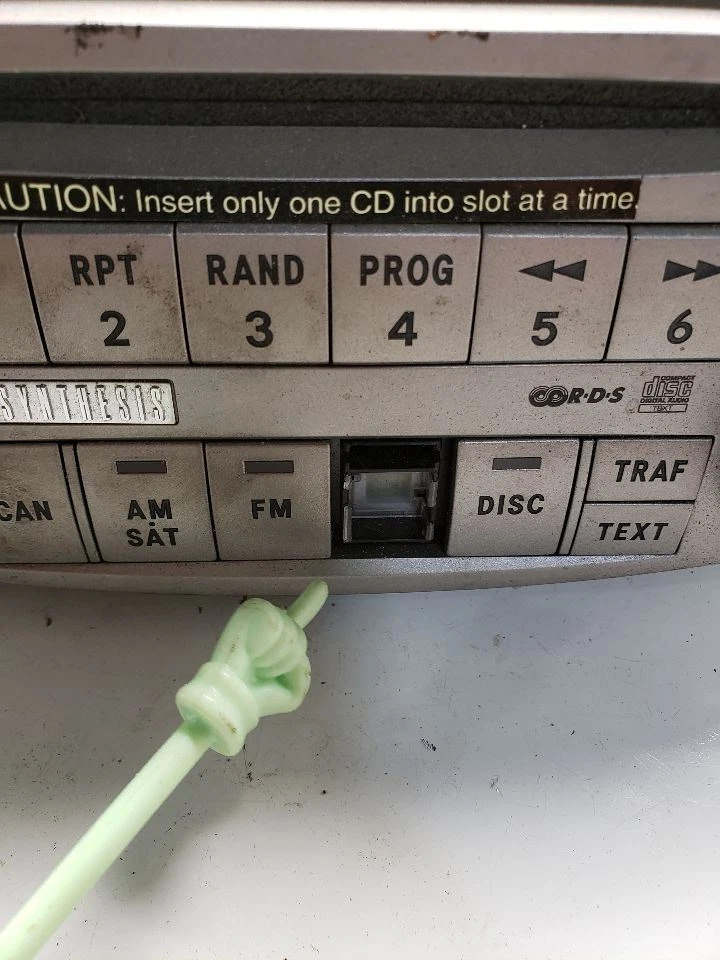 AUTION: Insert only one CD into slot at a time.
RPT RAND PROG
2 3 4 5 6
SYNTHESIS R·D·S COMPACT
disc
DIGITAL AUDIO
TEXT
CAN AM FM DISC TRAF
SAT TEXT